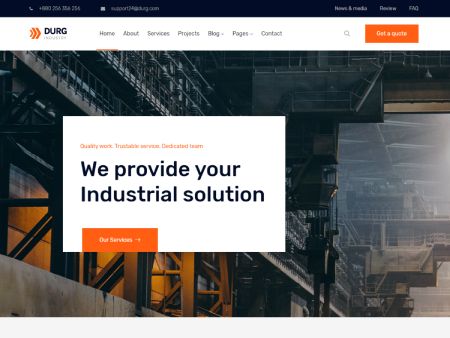 +880 256 356 256 support24@durg.com News & media Review FAQ
DURG
INDUSTRY
Home About Services Projects Blog Pages Contact
Get a quote
Quality work. Trustable service. Dedicated team
We provide your
Industrial solution
Our Services